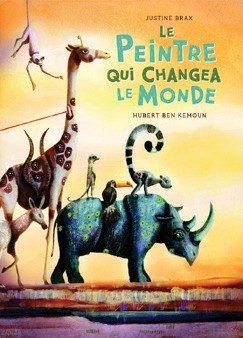 JUSTINE BRAX
LE
PEINTRE
QUI CHANGEA
LE MONDE
HUBERT BEN KEMOUN